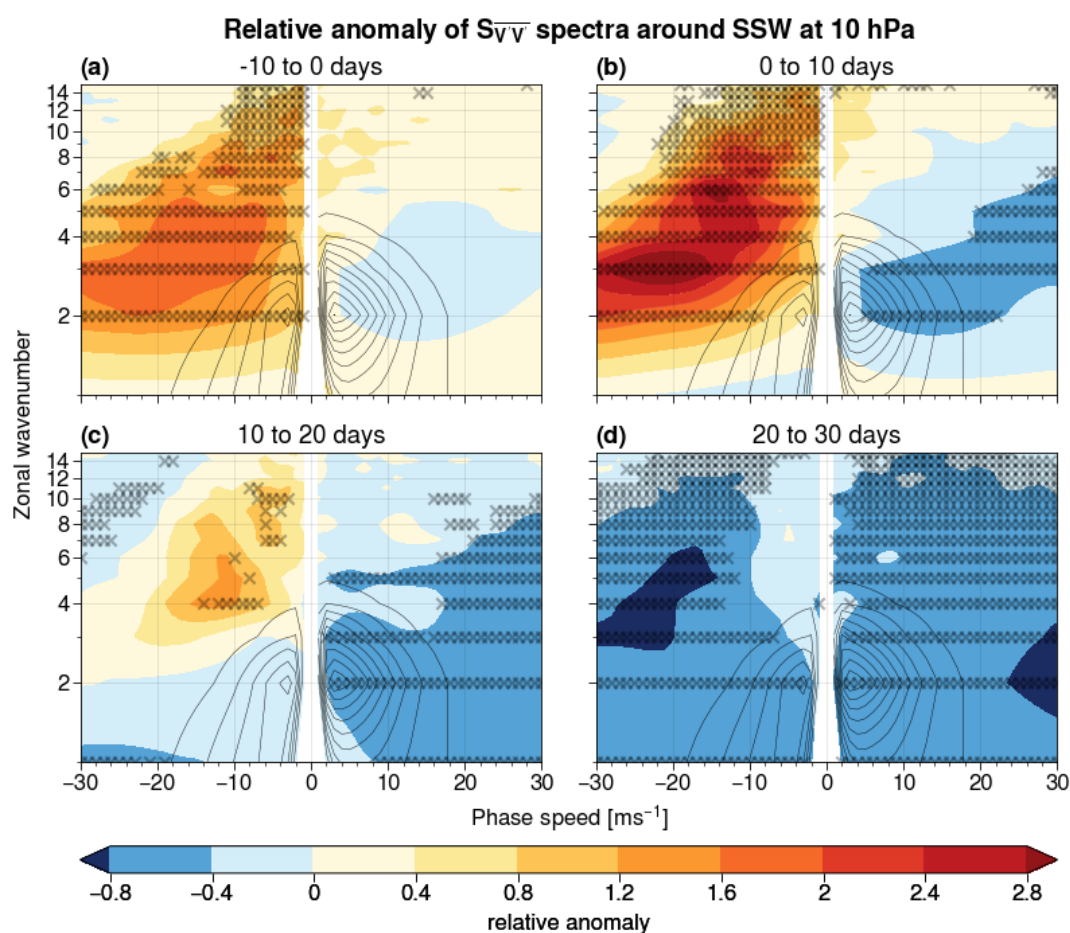 Relative anomaly of S_{\overline{V'V'}} spectra around SSW at 10 hPa
(a) -10 to 0 days
(b) 0 to 10 days
14
12
10
8
6
4
2
14
12
10
8
6
4
2
Zonal wavenumber
(c) 10 to 20 days
(d) 20 to 30 days
14
10
8
6
4
2
14
10
8
6
4
2
−30 −20 −10 0 10 20 30
−30 −20 −10 0 10 20 30
Phase speed [ms⁻¹]
−0.8 −0.4 0 0.4 0.8 1.2 1.6 2 2.4 2.8
relative anomaly